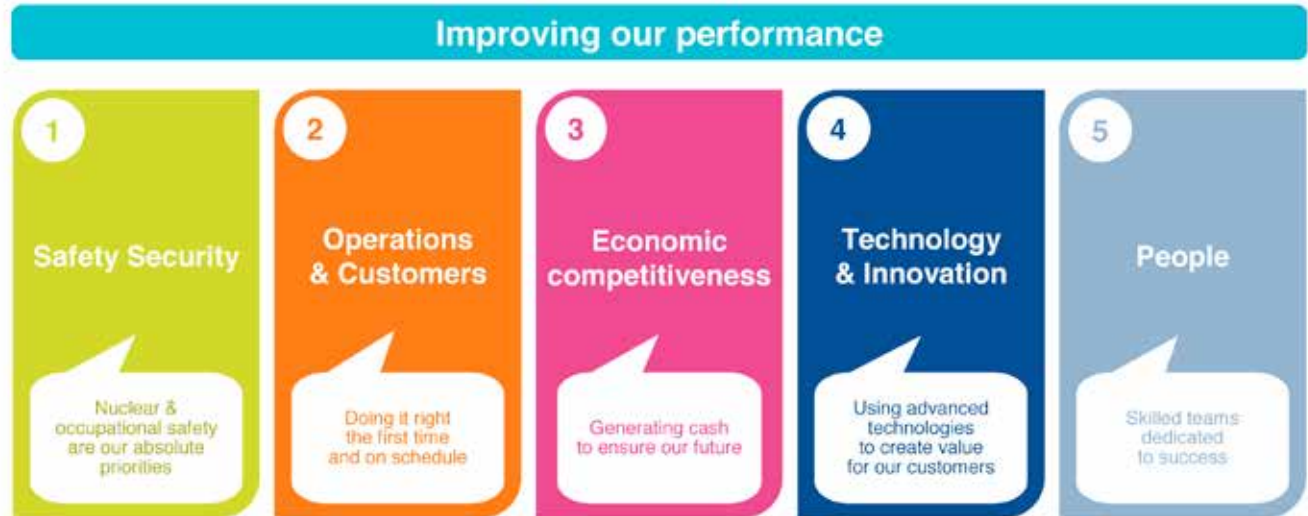 Improving our performance
1
Safety Security
Nuclear &
occupational safety
are our absolute
priorities
2
Operations
& Customers
Doing it right
the first time
and on schedule
3
Economic
competitiveness
Generating cash
to ensure our future
4
Technology
& Innovation
Using advanced
technologies
to create value
for our customers
5
People
Skilled teams
dedicated
to success